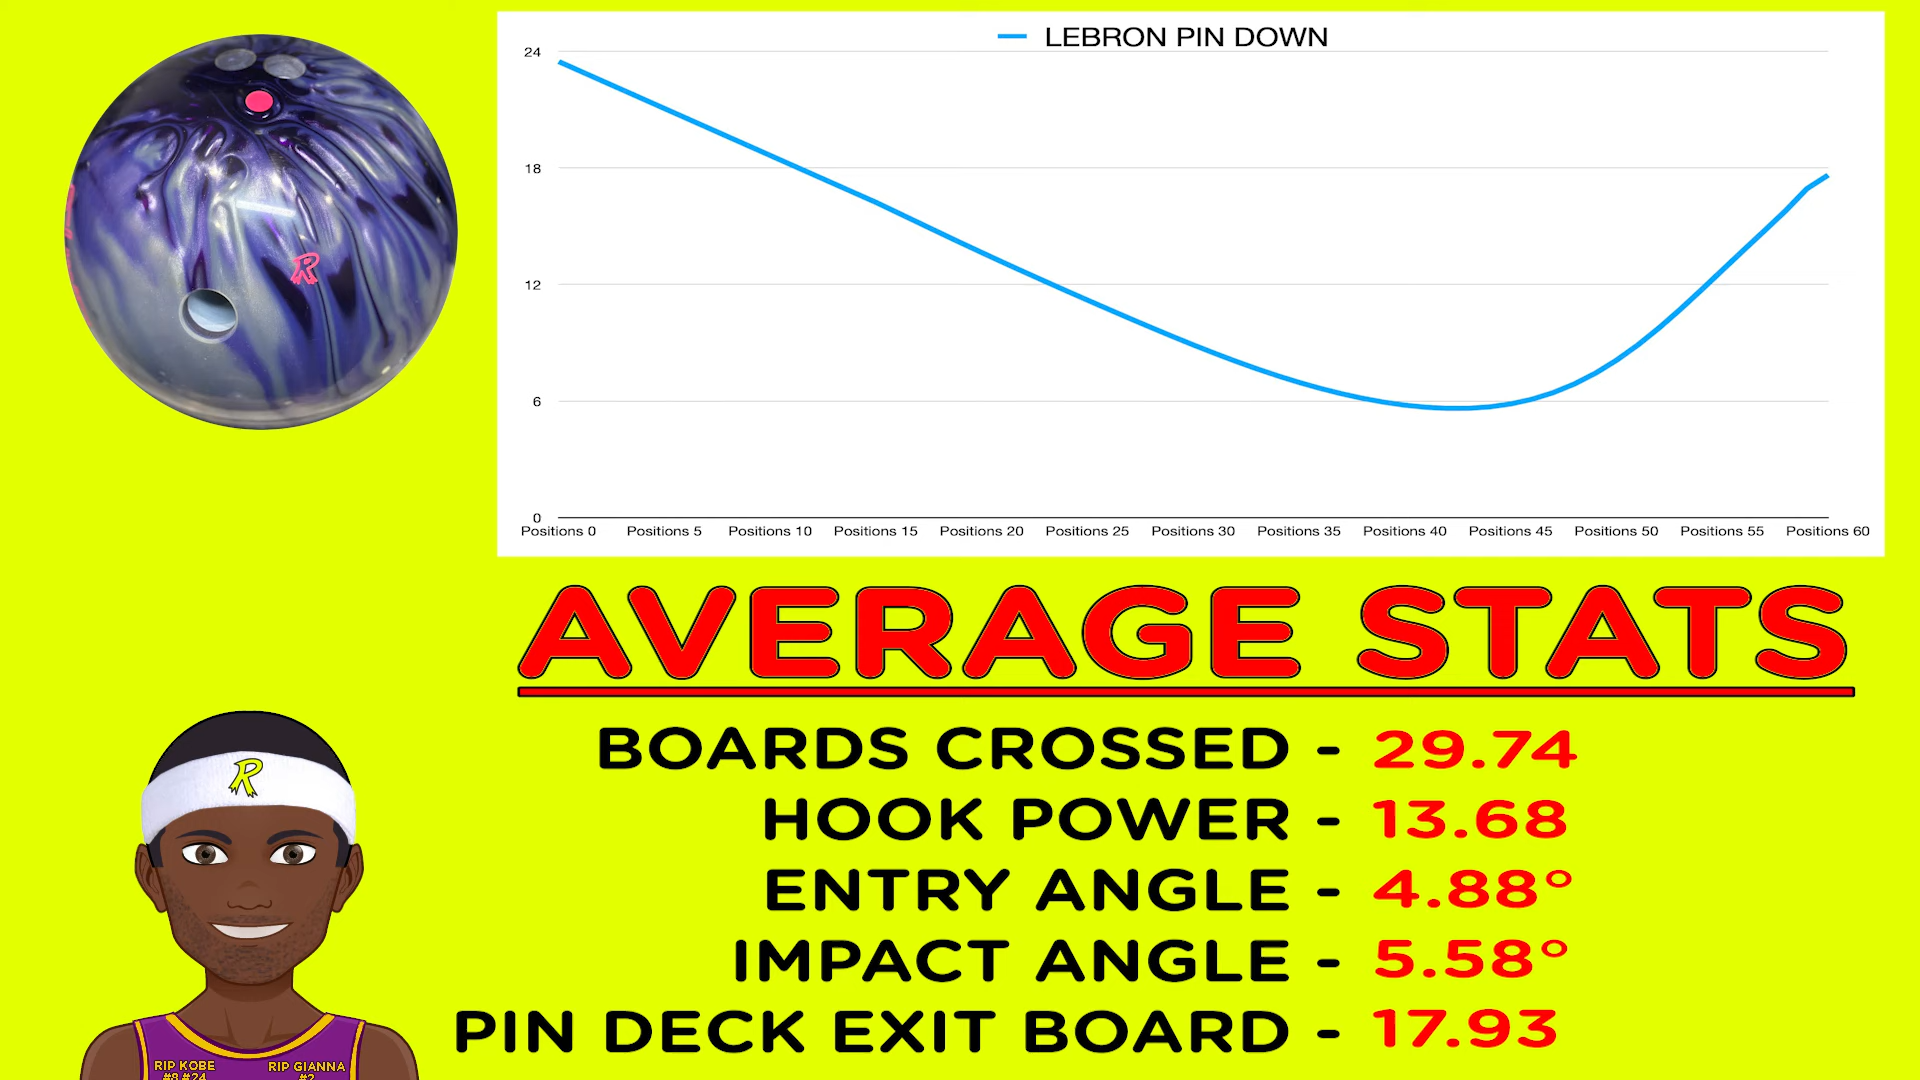 LEBRON PIN DOWN
24
18
12
6
0
Positions 0 Positions 5 Positions 10 Positions 15 Positions 20 Positions 25 Positions 30 Positions 35 Positions 40 Positions 45 Positions 50 Positions 55 Positions 60
R
AVERAGE STATS
BOARDS CROSSED - 29.74
HOOK POWER - 13.68
ENTRY ANGLE - 4.88°
IMPACT ANGLE - 5.58°
PIN DECK EXIT BOARD - 17.93
R
RIP KOBE
#8 #24
RIP GIANNA
#2